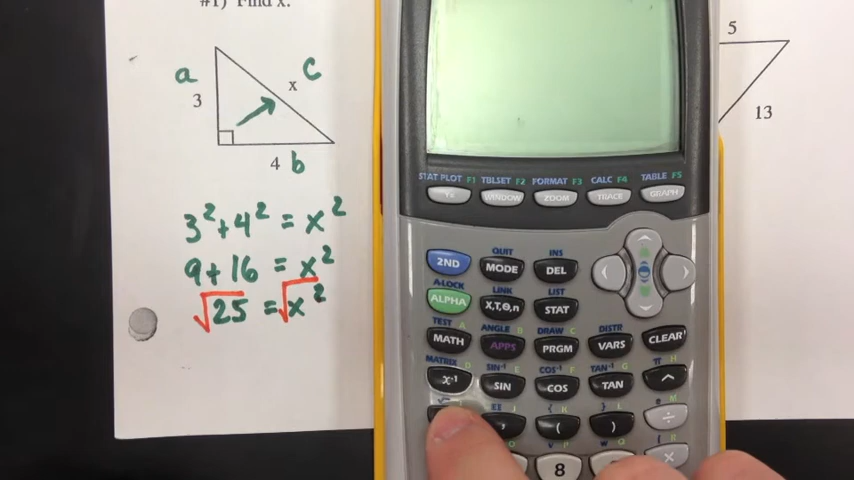 #1) Find x.
a
3
x
c
4
b
3² + 4² = x²
9 + 16 = x²
√25 = √x²
5
13
STAT PLOT F1 TBLSET F2 FORMAT F3 CALC F4 TABLE F5
Y= WINDOW ZOOM TRACE GRAPH
QUIT INS
2ND MODE DEL
A-LOCK LINK LIST
ALPHA X,T,θ,n STAT
TEST A ANGLE B DRAW C DISTR
MATH APPS PRGM VARS CLEAR
MATRIX D SIN⁻¹ E COS⁻¹ F TAN⁻¹ G π H
x⁻¹ SIN COS TAN ^
√ EE J { K } L e M
, ( ) ÷
v P w Q [ R
8 ×